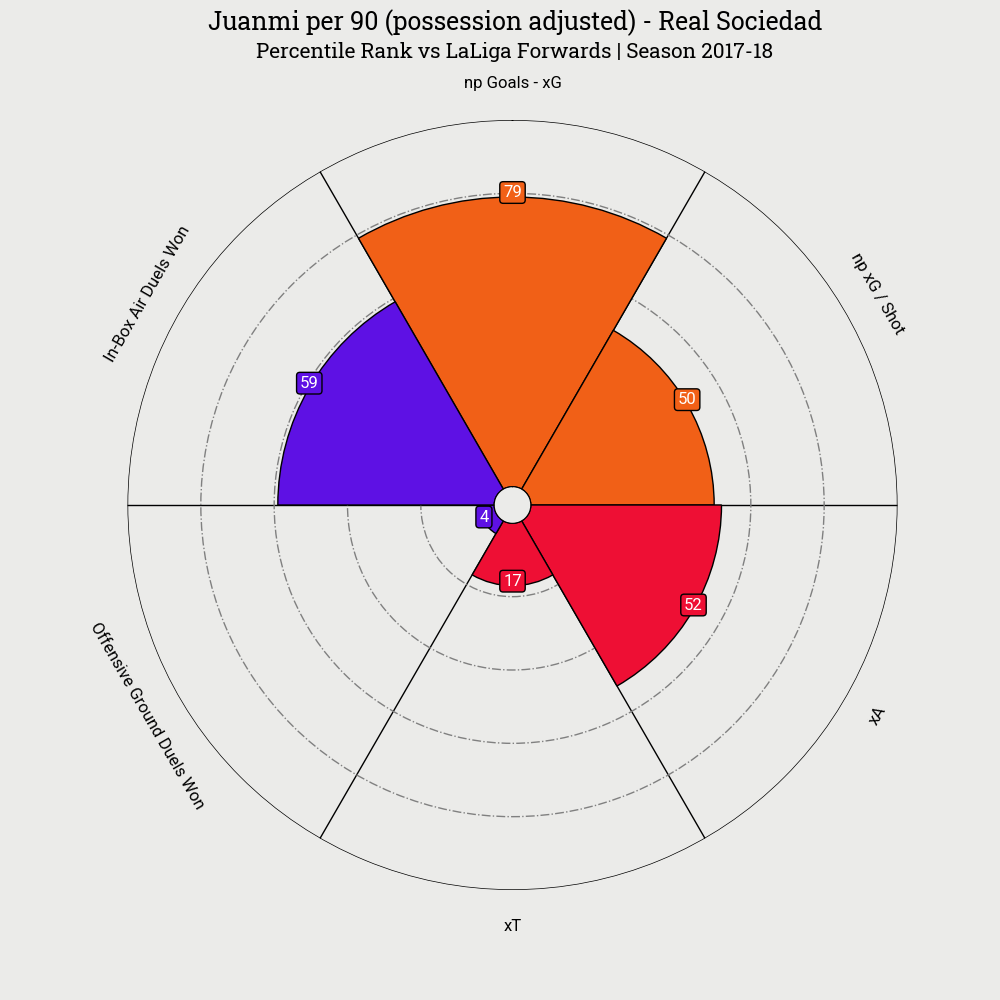 Juanmi per 90 (possession adjusted) - Real Sociedad
Percentile Rank vs LaLiga Forwards | Season 2017-18
np Goals - xG
79
In-Box Air Duels Won
np xG / Shot
59
50
4
17
52
Offensive Ground Duels Won
xA
xT